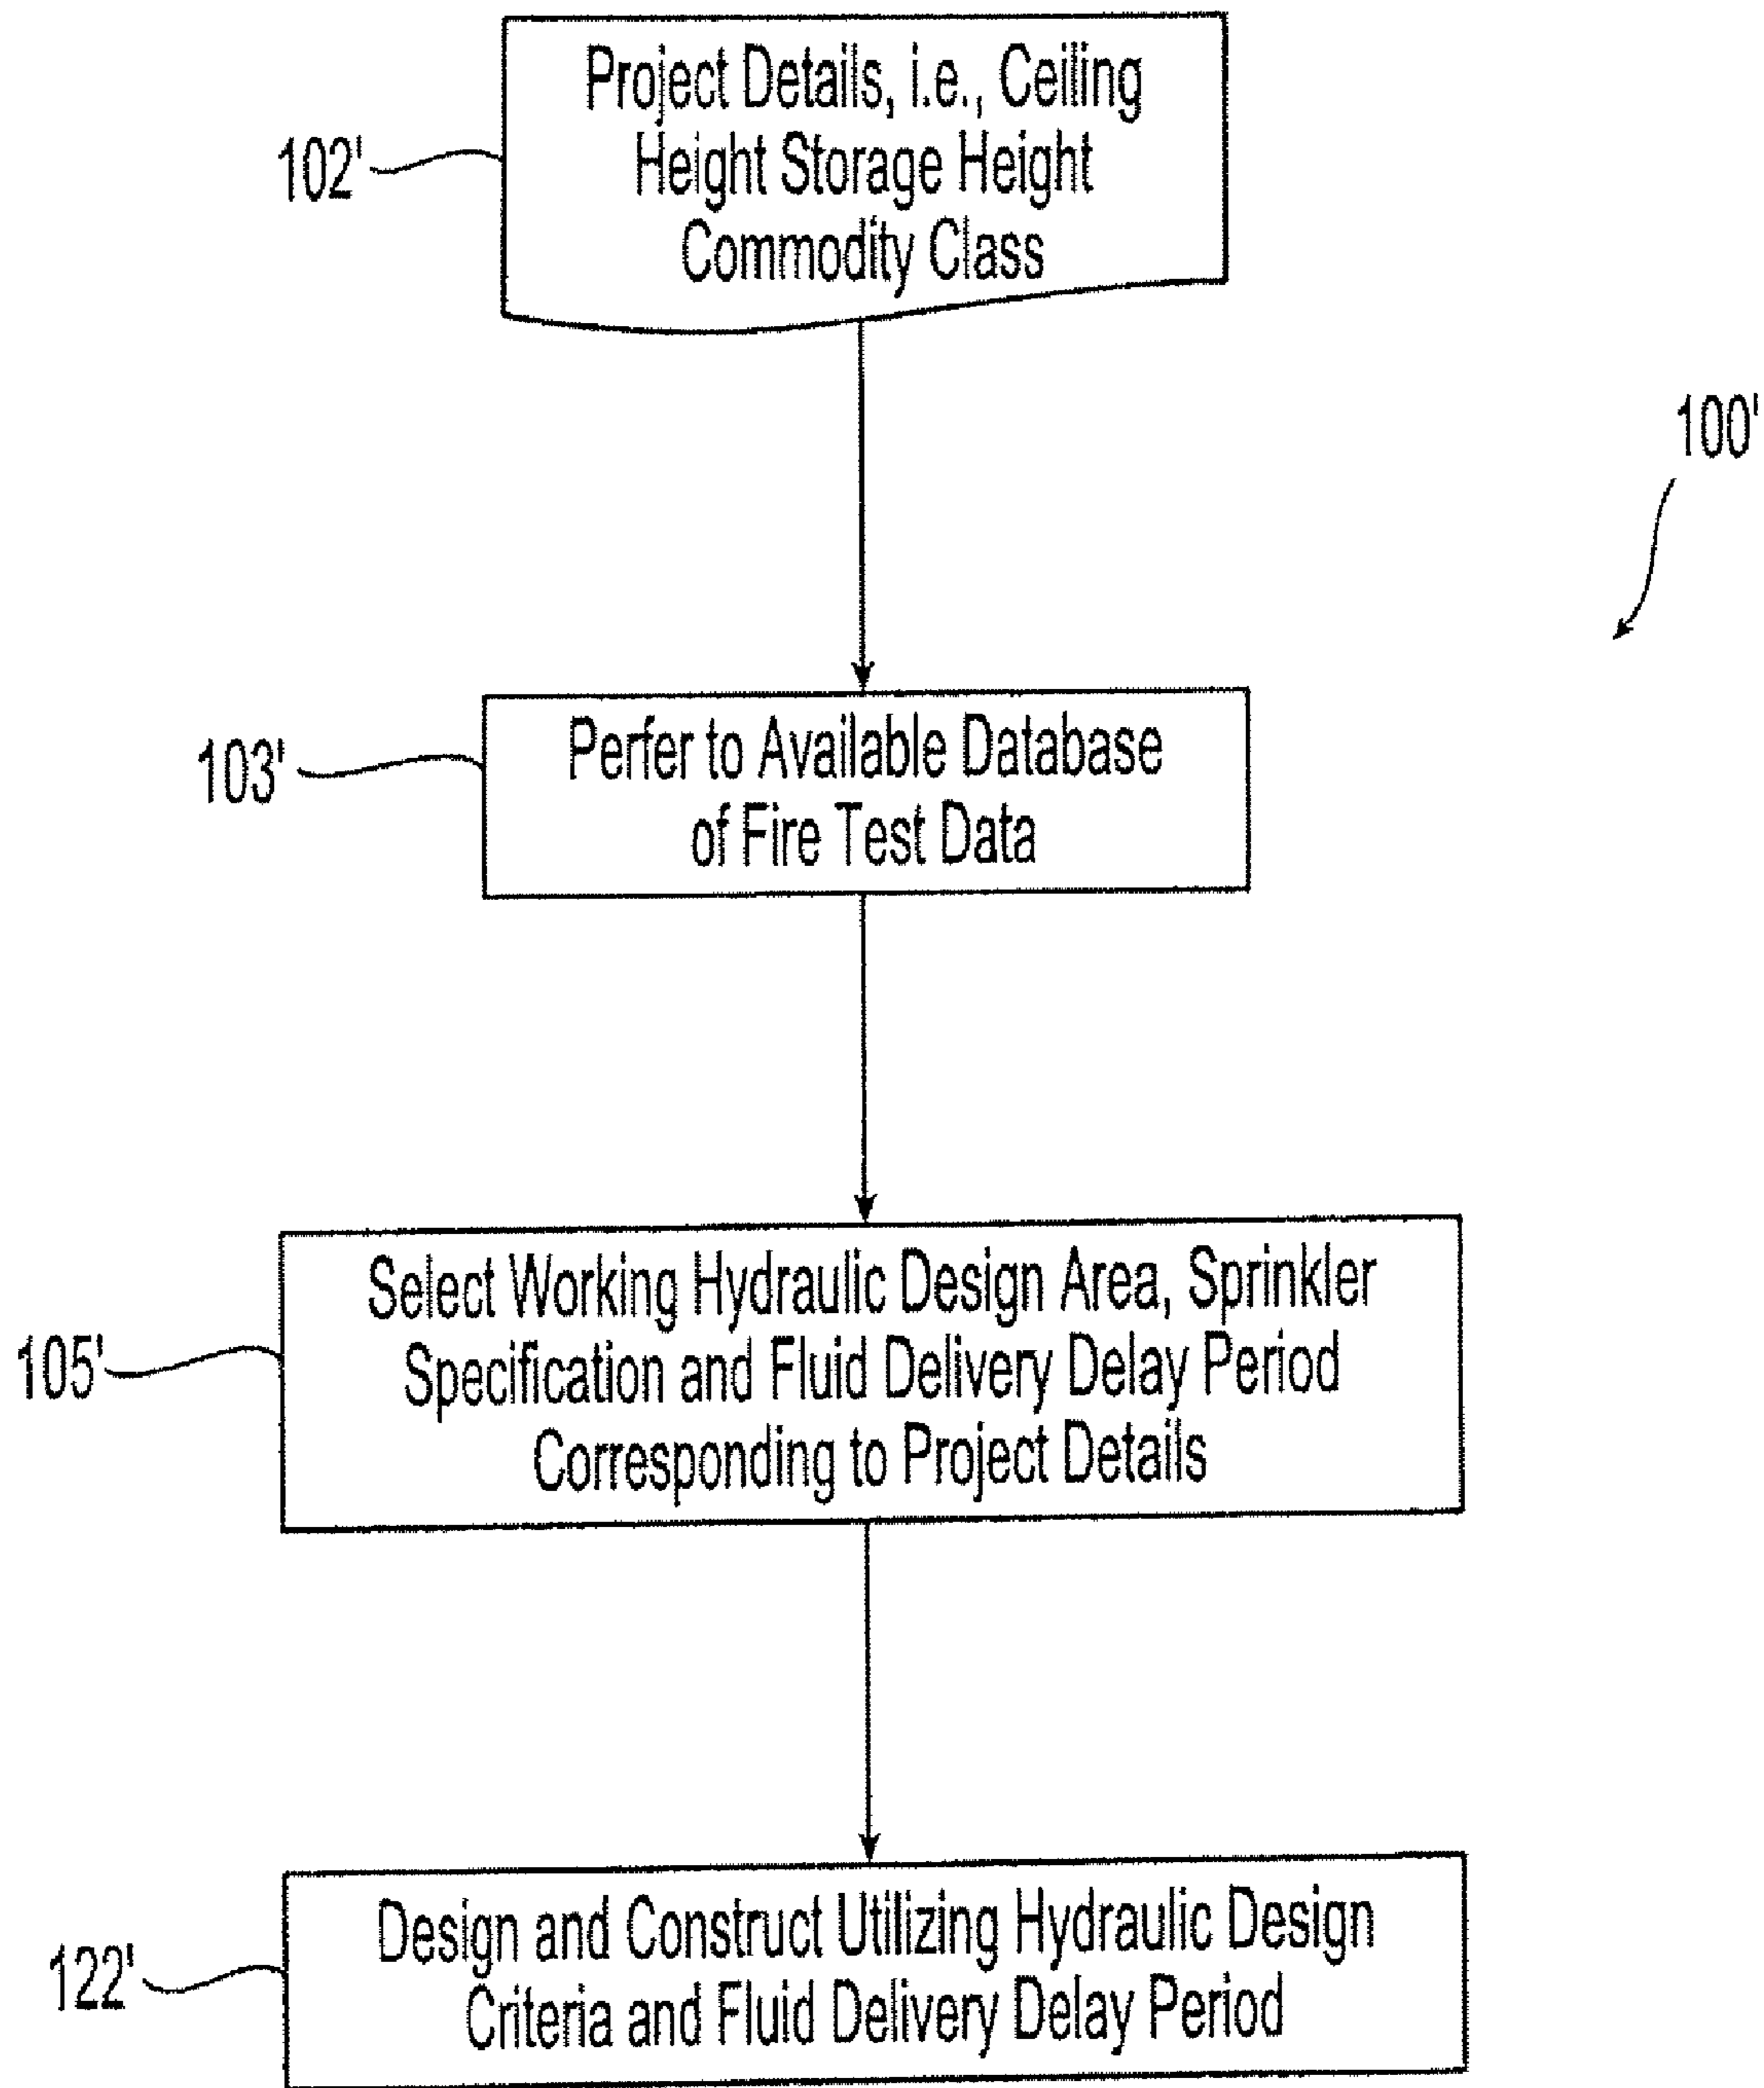 Project Details, i.e., Ceiling
Height Storage Height
Commodity Class
102'
100'
Perfer to Available Database
of Fire Test Data
103'
Select Working Hydraulic Design Area, Sprinkler
Specification and Fluid Delivery Delay Period
Corresponding to Project Details
105'
Design and Construct Utilizing Hydraulic Design
Criteria and Fluid Delivery Delay Period
122'